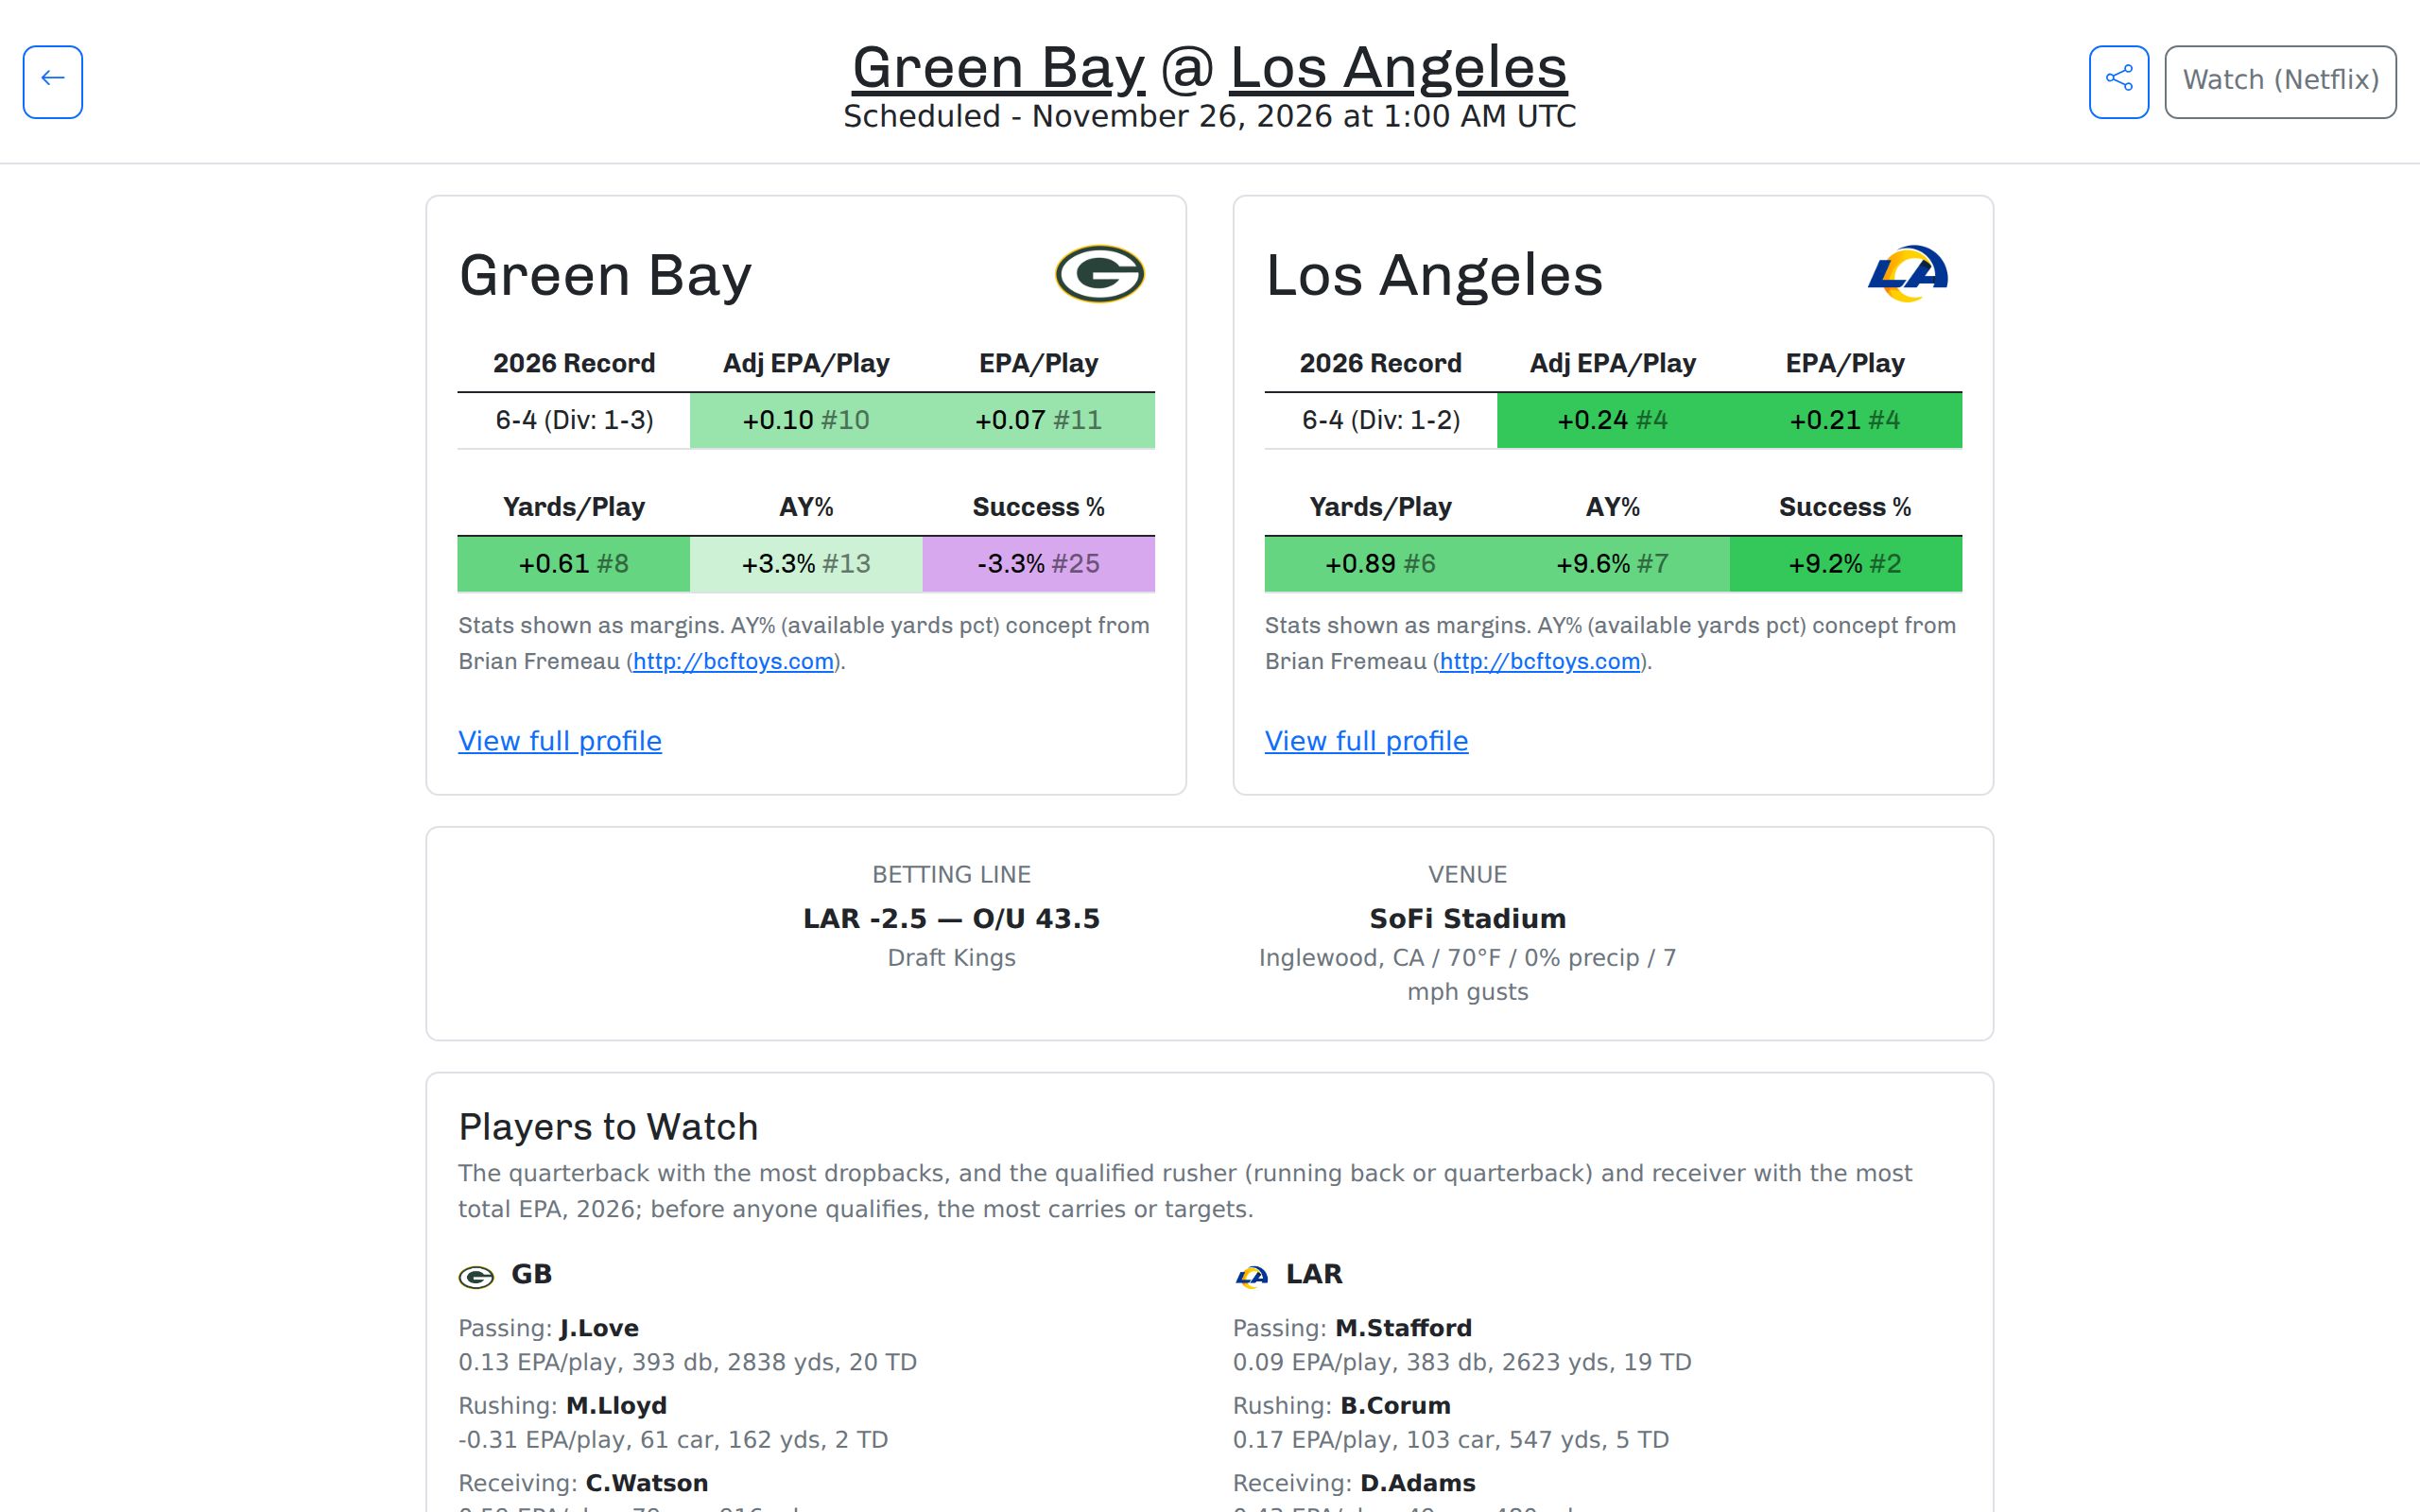 ←
Green Bay @ Los Angeles
Scheduled - November 26, 2026 at 1:00 AM UTC
Watch (Netflix)
Green Bay
2026 Record Adj EPA/Play EPA/Play
6-4 (Div: 1-3) +0.10 #10 +0.07 #11
Yards/Play AY% Success %
+0.61 #8 +3.3% #13 -3.3% #25
Stats shown as margins. AY% (available yards pct) concept from
Brian Fremeau (http://bcftoys.com).
View full profile
Los Angeles
2026 Record Adj EPA/Play EPA/Play
6-4 (Div: 1-2) +0.24 #4 +0.21 #4
Yards/Play AY% Success %
+0.89 #6 +9.6% #7 +9.2% #2
Stats shown as margins. AY% (available yards pct) concept from
Brian Fremeau (http://bcftoys.com).
View full profile
BETTING LINE
LAR -2.5 — O/U 43.5
Draft Kings
VENUE
SoFi Stadium
Inglewood, CA / 70°F / 0% precip / 7
mph gusts
Players to Watch
The quarterback with the most dropbacks, and the qualified rusher (running back or quarterback) and receiver with the most
total EPA, 2026; before anyone qualifies, the most carries or targets.
GB
Passing: J.Love
0.13 EPA/play, 393 db, 2838 yds, 20 TD
Rushing: M.Lloyd
-0.31 EPA/play, 61 car, 162 yds, 2 TD
Receiving: C.Watson
LAR
Passing: M.Stafford
0.09 EPA/play, 383 db, 2623 yds, 19 TD
Rushing: B.Corum
0.17 EPA/play, 103 car, 547 yds, 5 TD
Receiving: D.Adams